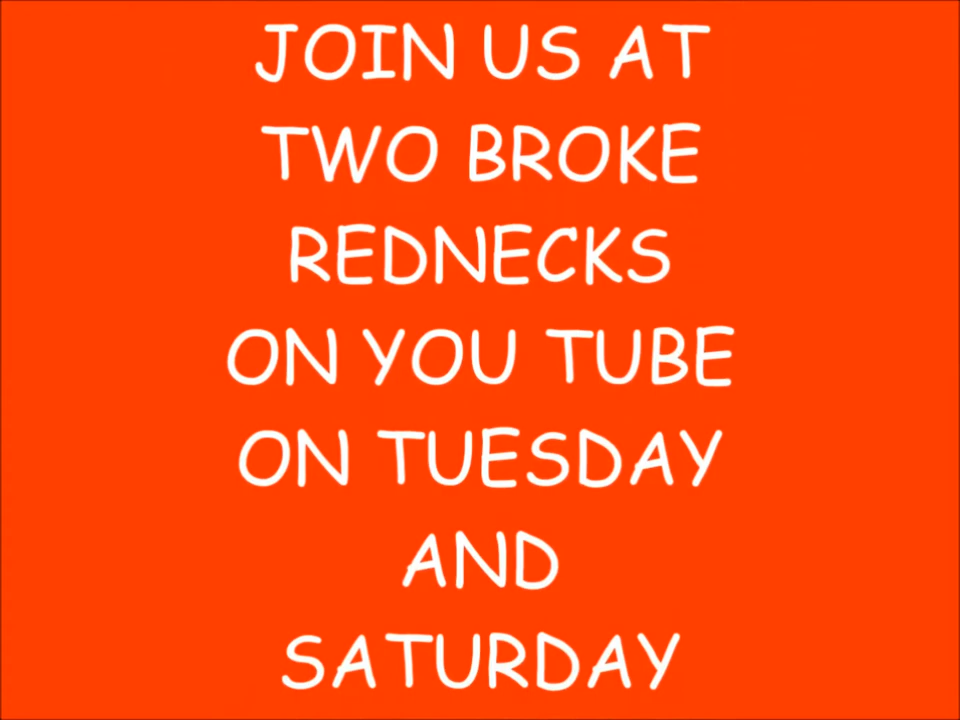 JOIN US AT
TWO BROKE
REDNECKS
ON YOU TUBE
ON TUESDAY
AND
SATURDAY